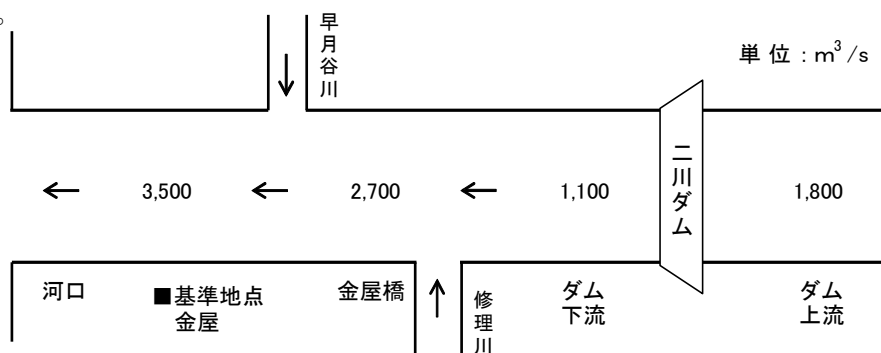 。
早月谷川
単位:m³/s
二川ダム
3,500
2,700
1,100
1,800
河口
■基準地点
金屋
金屋橋
修理川
ダム
下流
ダム
上流